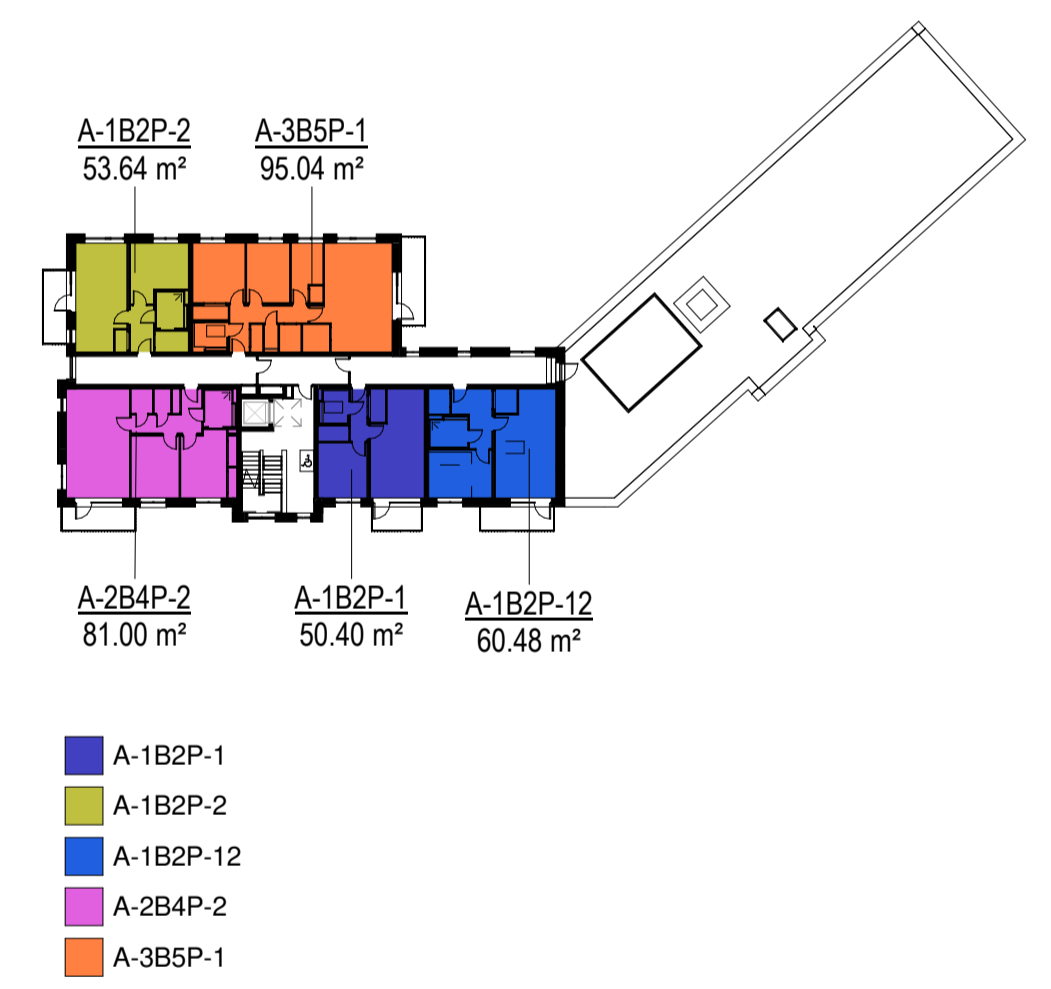 A-1B2P-2
53.64 m²
A-3B5P-1
95.04 m²
A-2B4P-2
81.00 m²
A-1B2P-1
50.40 m²
A-1B2P-12
60.48 m²
A-1B2P-1
A-1B2P-2
A-1B2P-12
A-2B4P-2
A-3B5P-1